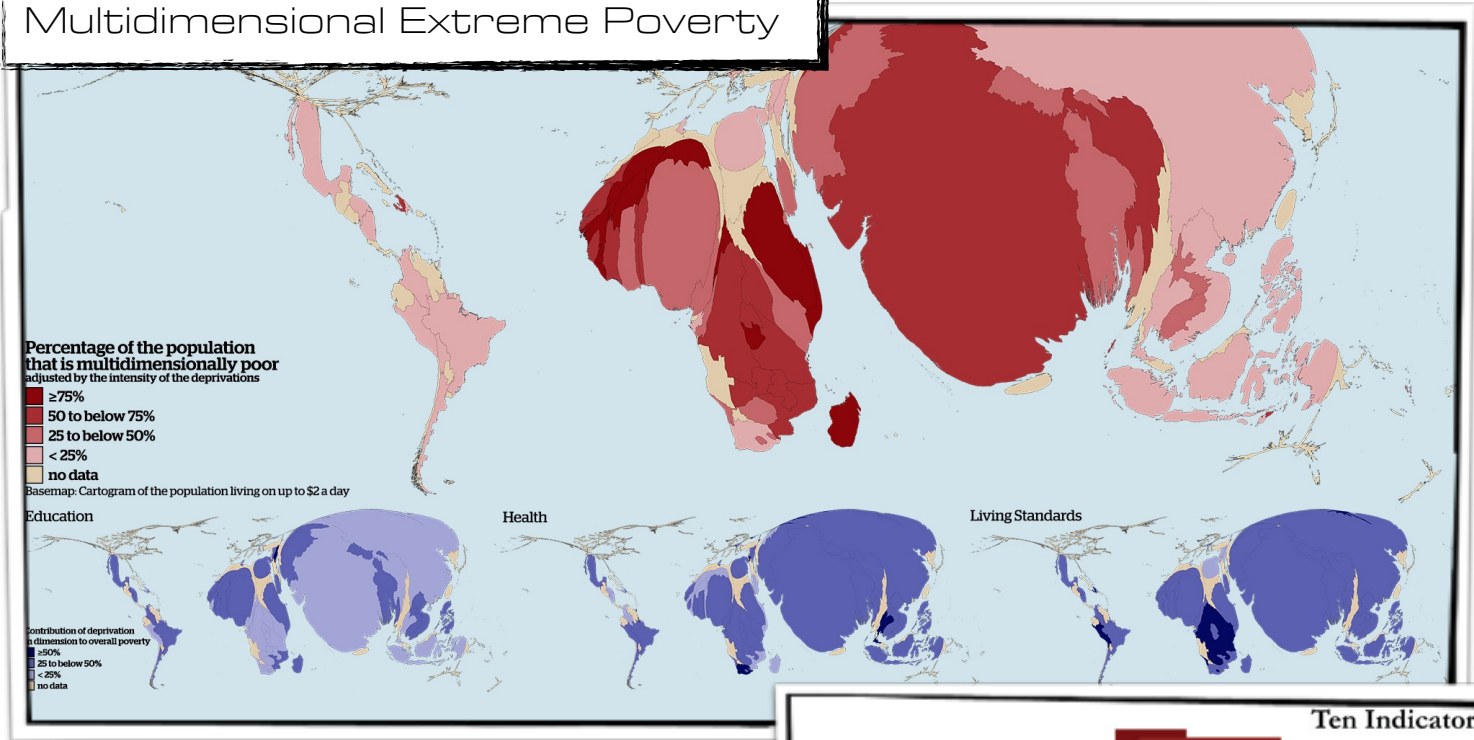 Multidimensional Extreme Poverty
Percentage of the population
that is multidimensionally poor
adjusted by the intensity of the deprivations
≥75%
50 to below 75%
25 to below 50%
< 25%
no data
Basemap: Cartogram of the population living on up to $2 a day
Education
Health
Living Standards
ontribution of deprivation
n dimension to overall poverty
≥50%
25 to below 50%
< 25%
no data
Ten Indicator